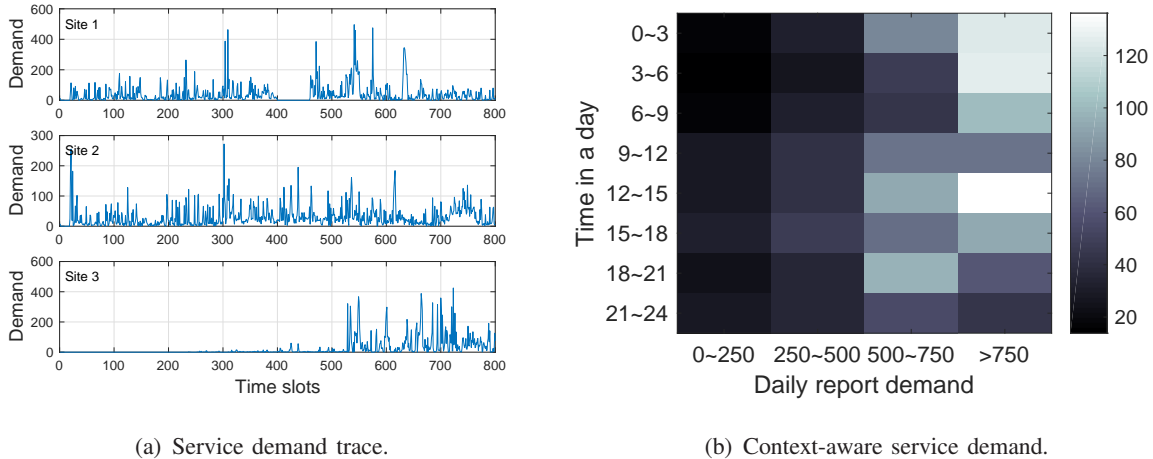 600
400
200
0
Demand
Site 1
0 100 200 300 400 500 600 700 800
300
200
100
0
Demand
Site 2
0 100 200 300 400 500 600 700 800
600
400
200
0
Demand
Site 3
0 100 200 300 400 500 600 700 800
Time slots
(a) Service demand trace.
Time in a day
0~3
3~6
6~9
9~12
12~15
15~18
18~21
21~24
0~250 250~500 500~750 >750
Daily report demand
120
100
80
60
40
20
(b) Context-aware service demand.